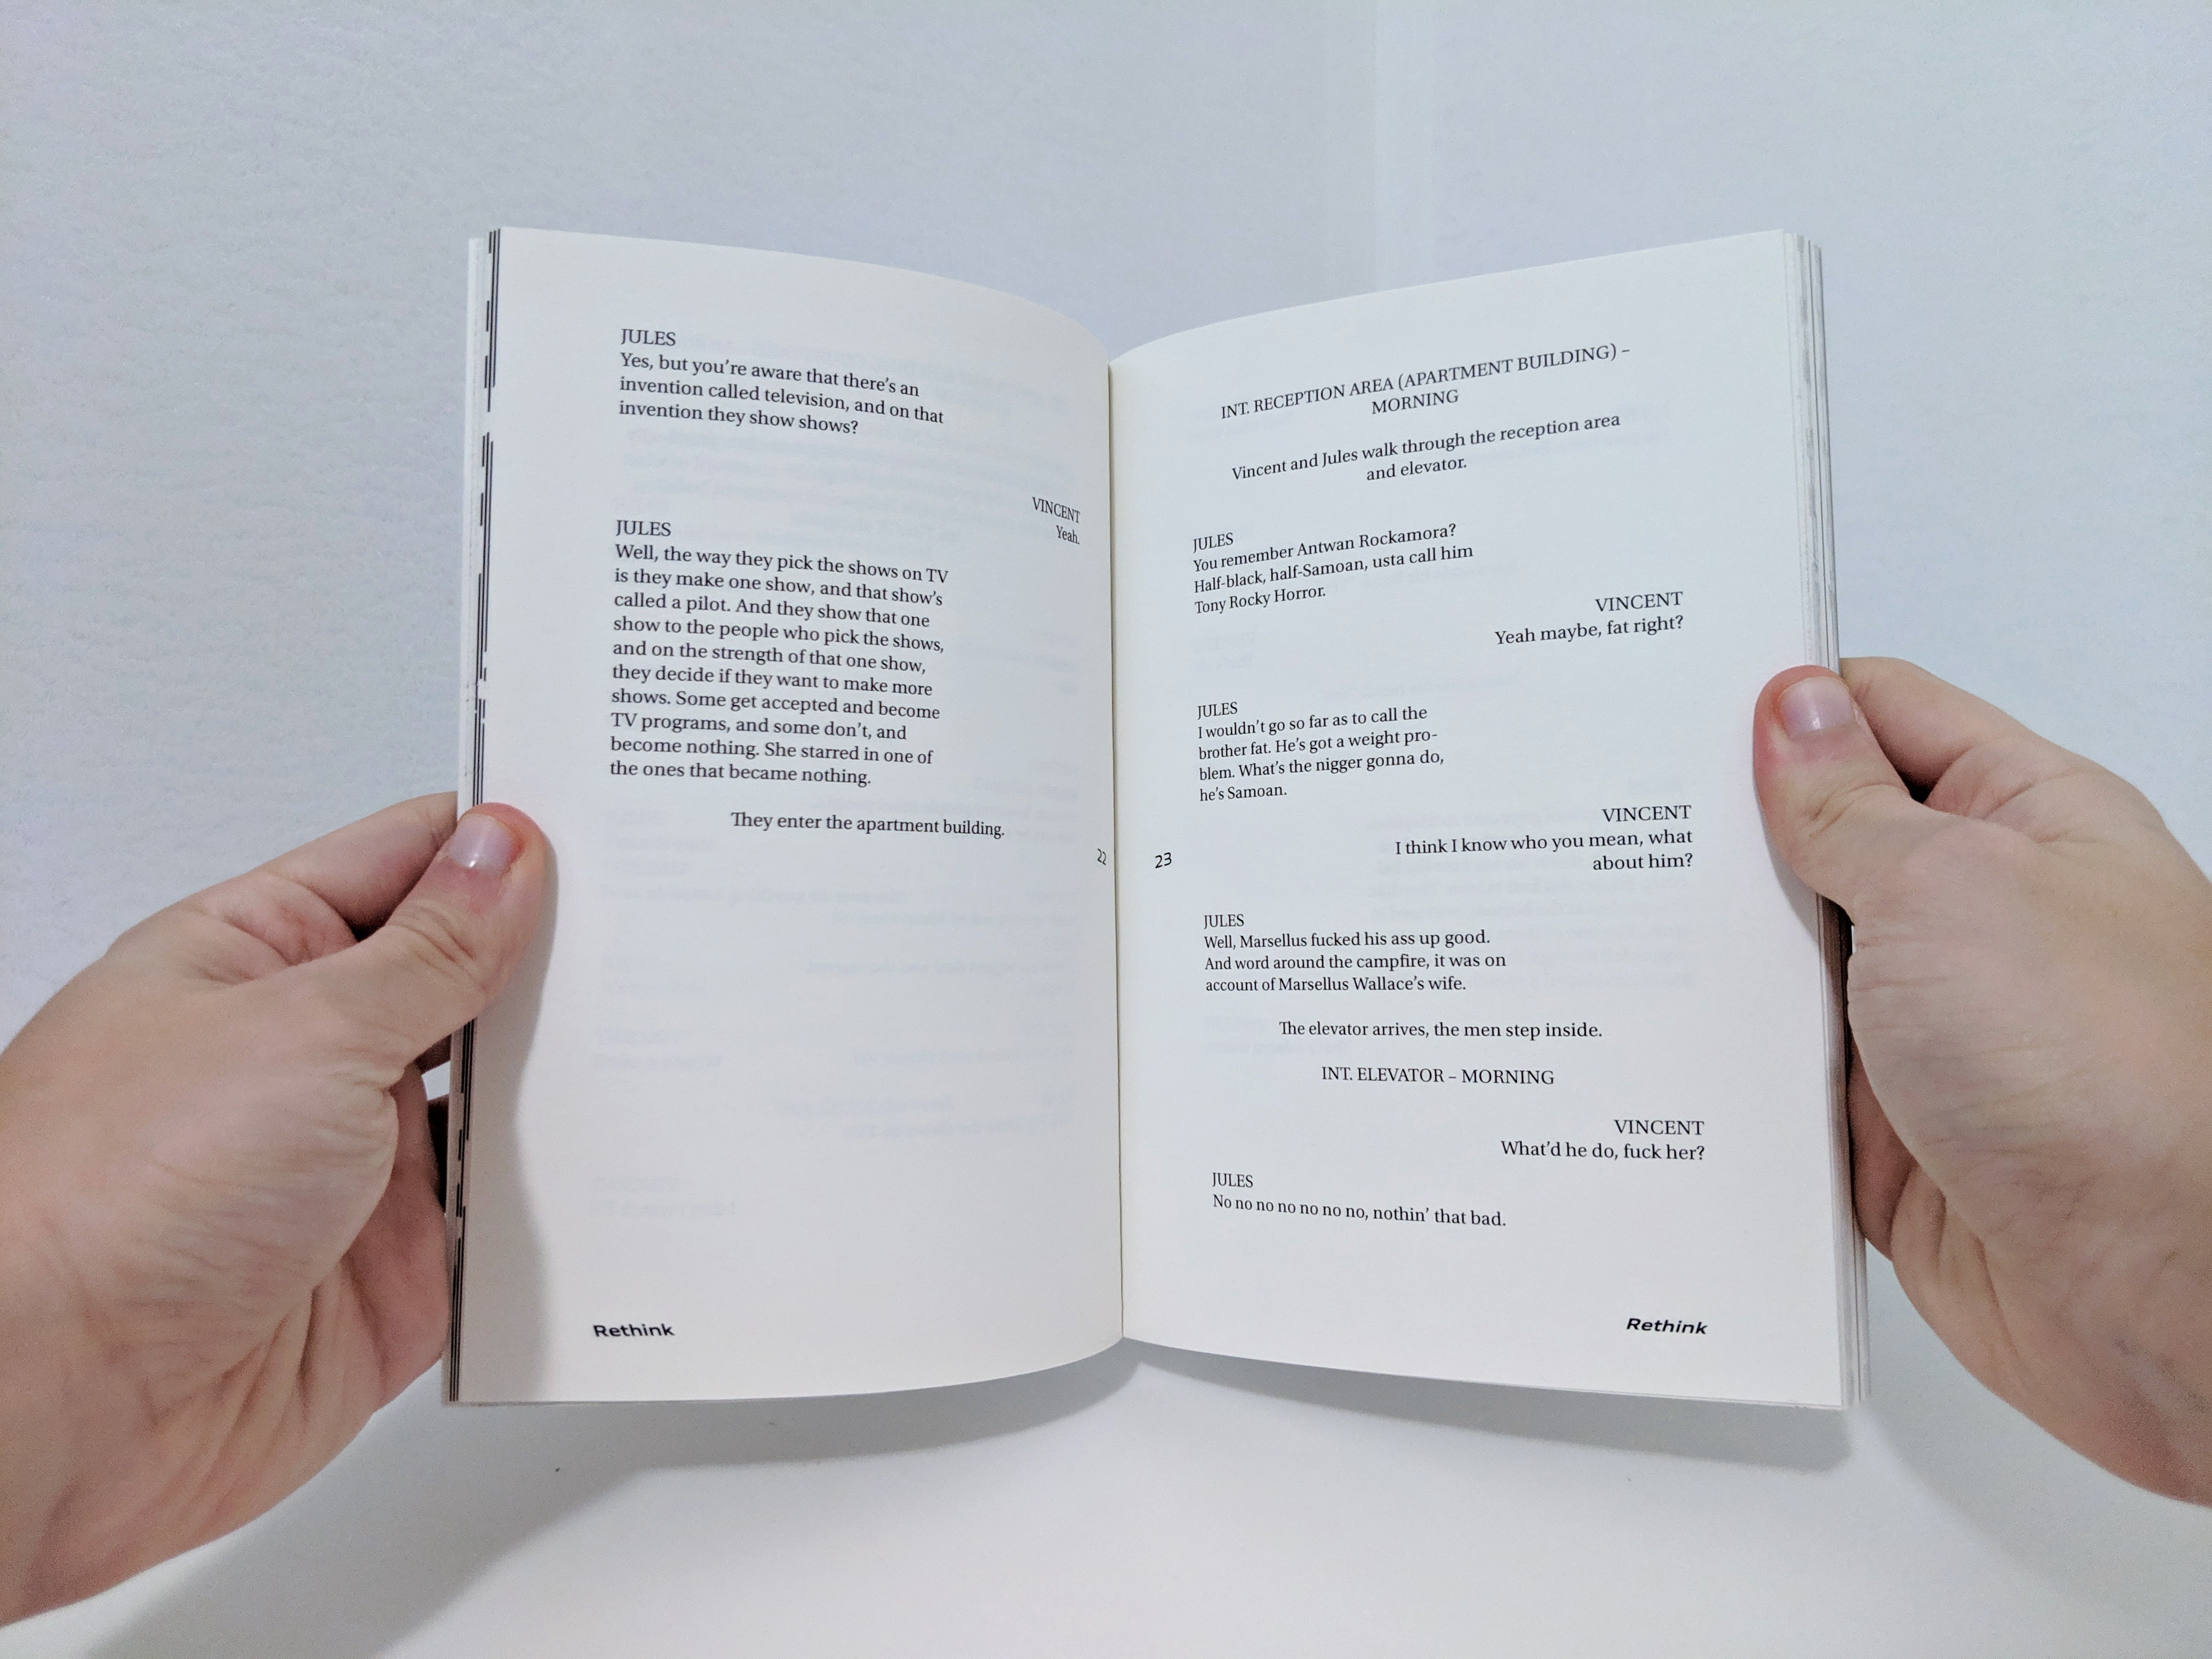 JULES
Yes, but you're aware that there's an
invention called television, and on that
invention they show shows?
VINCENT
Yeah.
JULES
Well, the way they pick the shows on TV
is they make one show, and that show's
called a pilot. And they show that one
show to the people who pick the shows,
and on the strength of that one show,
they decide if they want to make more
shows. Some get accepted and become
TV programs, and some don't, and
become nothing. She starred in one of
the ones that became nothing.
They enter the apartment building.
22
Rethink
INT. RECEPTION AREA (APARTMENT BUILDING) –
MORNING
Vincent and Jules walk through the reception area
and elevator.
JULES
You remember Antwan Rockamora?
Half-black, half-Samoan, usta call him
Tony Rocky Horror.
VINCENT
Yeah maybe, fat right?
JULES
I wouldn't go so far as to call the
brother fat. He's got a weight pro-
blem. What's the nigger gonna do,
he's Samoan.
VINCENT
I think I know who you mean, what
about him?
23
JULES
Well, Marsellus fucked his ass up good.
And word around the campfire, it was on
account of Marsellus Wallace's wife.
The elevator arrives, the men step inside.
INT. ELEVATOR – MORNING
VINCENT
What'd he do, fuck her?
JULES
No no no no no no no, nothin' that bad.
Rethink